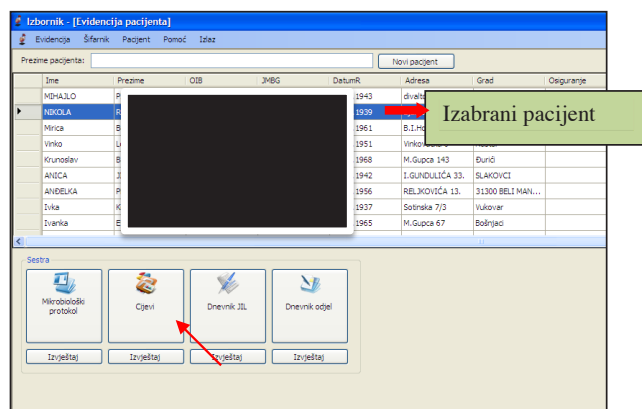 Izbornik - [Evidencija pacijenta]
Evidencija Šifarnik Pacijent Pomoć Izlaz
Prezime pacijenta: Novi pacijent
Ime Prezime OIB JMBG DatumR Adresa Grad Osiguranje
MIHAJLO P 1943
NIKOLA R 1939
Izabrani pacijent
Mirica B 1961
Vinko L 1951
Krunoslav B 1968 M.Gupca 143 Đurići
ANICA J 1942 I.GUNDULIĆA 33. SLAKOVCI
ANĐELKA P 1956 RELJKOVIĆA 13. 31300 BELI MAN...
Ivka K 1937 Sotinska 7/3 Vukovar
Ivanka E 1965 M.Gupca 67 Bošnjaci
Sestra
Mikrobiološki protokol Cijevi Dnevnik JIL Dnevnik odjel
Izvještaj Izvještaj Izvještaj Izvještaj